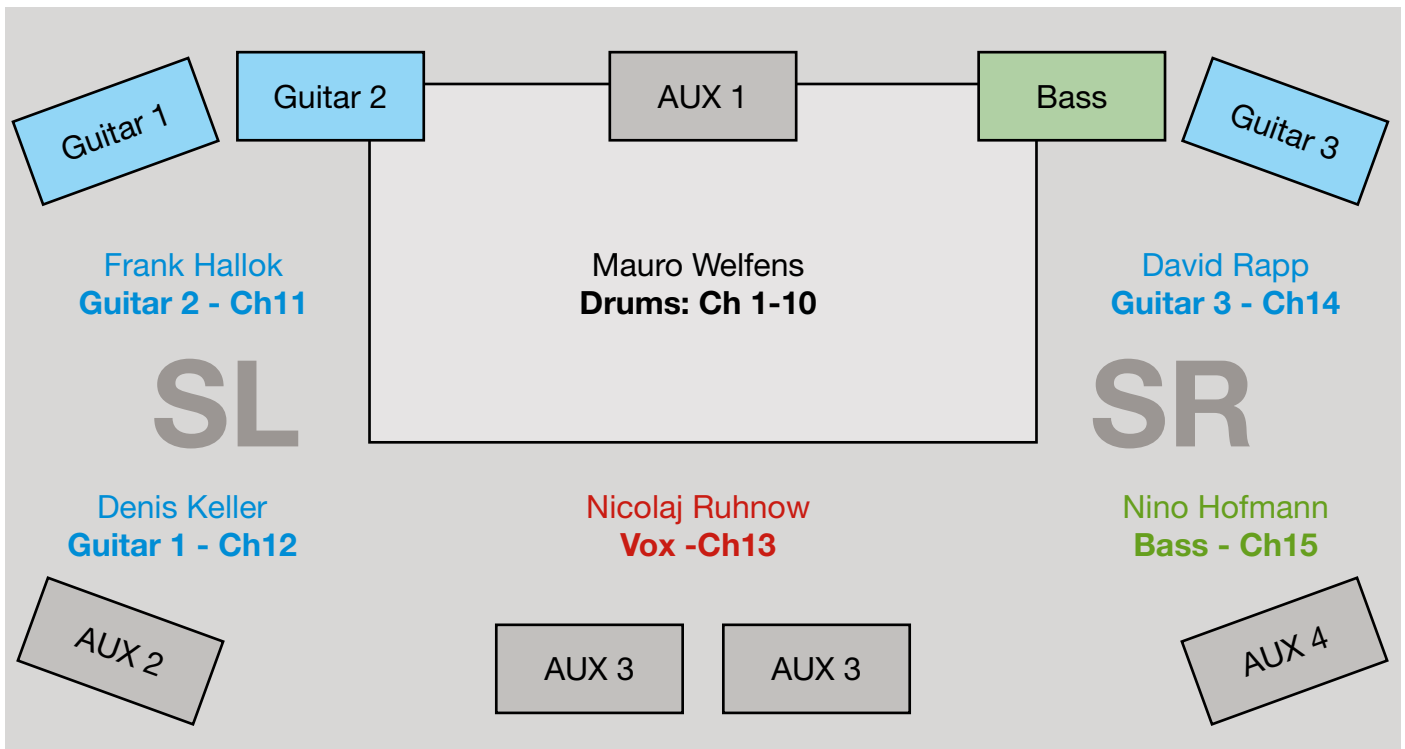 Guitar 1
Guitar 2
AUX 1
Bass
Guitar 3
Frank Hallok
Guitar 2 - Ch11
Mauro Welfens
Drums: Ch 1-10
David Rapp
Guitar 3 - Ch14
SL
SR
Denis Keller
Guitar 1 - Ch12
Nicolaj Ruhnow
Vox -Ch13
Nino Hofmann
Bass - Ch15
AUX 2
AUX 3
AUX 3
AUX 4